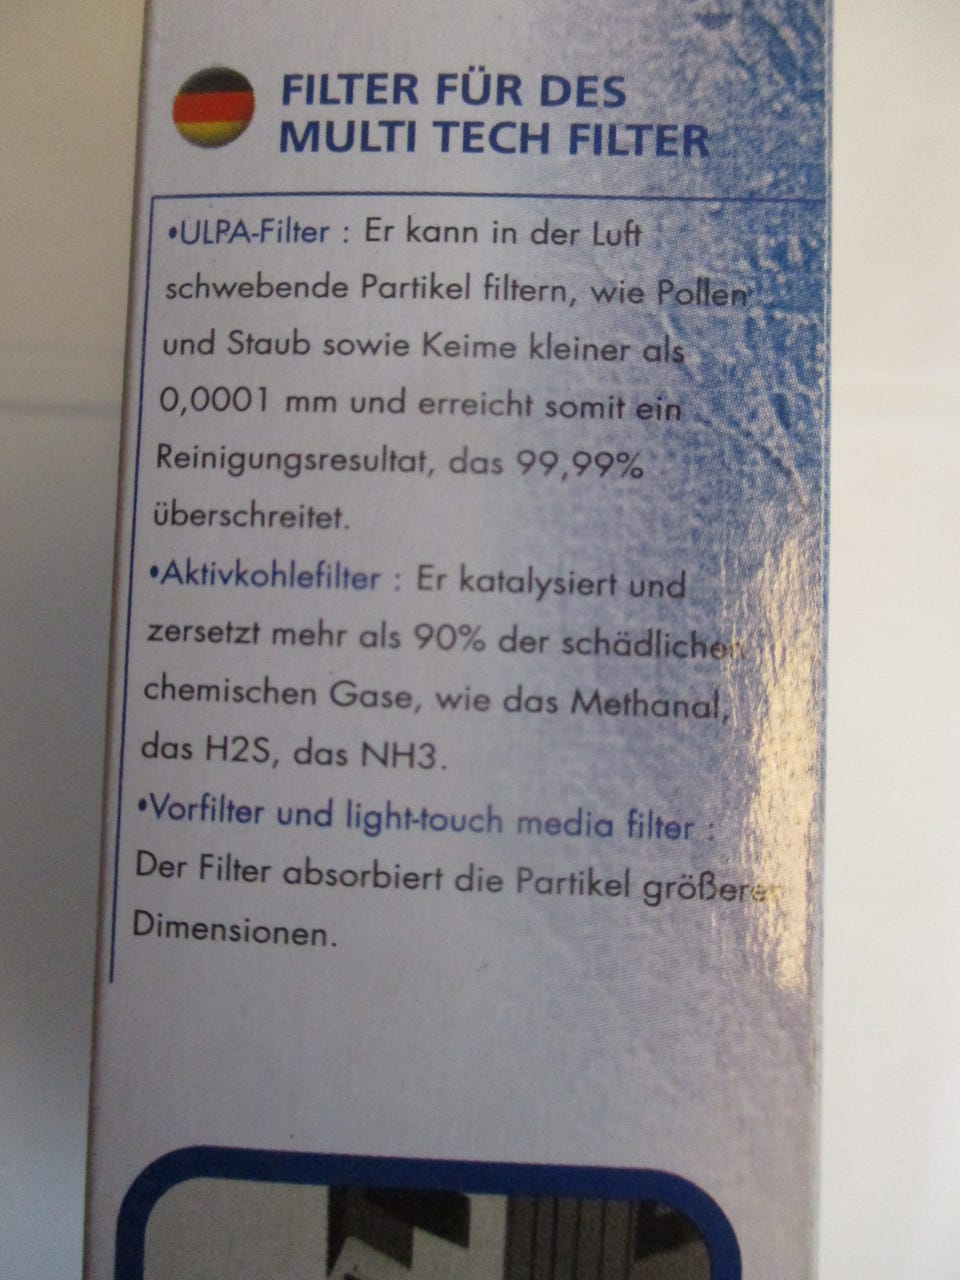 FILTER FÜR DES
MULTI TECH FILTER
•ULPA-Filter : Er kann in der Luft
schwebende Partikel filtern, wie Pollen
und Staub sowie Keime kleiner als
0,0001 mm und erreicht somit ein
Reinigungsresultat, das 99,99%
überschreitet.
•Aktivkohlefilter : Er katalysiert und
zersetzt mehr als 90% der schädlichen
chemischen Gase, wie das Methanal,
das H2S, das NH3.
•Vorfilter und light-touch media filter :
Der Filter absorbiert die Partikel größeren
Dimensionen.